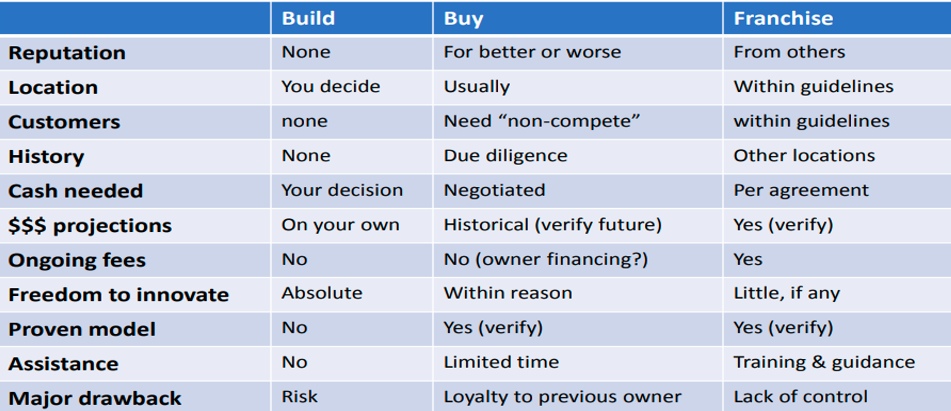 Build Buy Franchise
Reputation None For better or worse From others
Location You decide Usually Within guidelines
Customers none Need “non-compete” within guidelines
History None Due diligence Other locations
Cash needed Your decision Negotiated Per agreement
$$$ projections On your own Historical (verify future) Yes (verify)
Ongoing fees No No (owner financing?) Yes
Freedom to innovate Absolute Within reason Little, if any
Proven model No Yes (verify) Yes (verify)
Assistance No Limited time Training & guidance
Major drawback Risk Loyalty to previous owner Lack of control